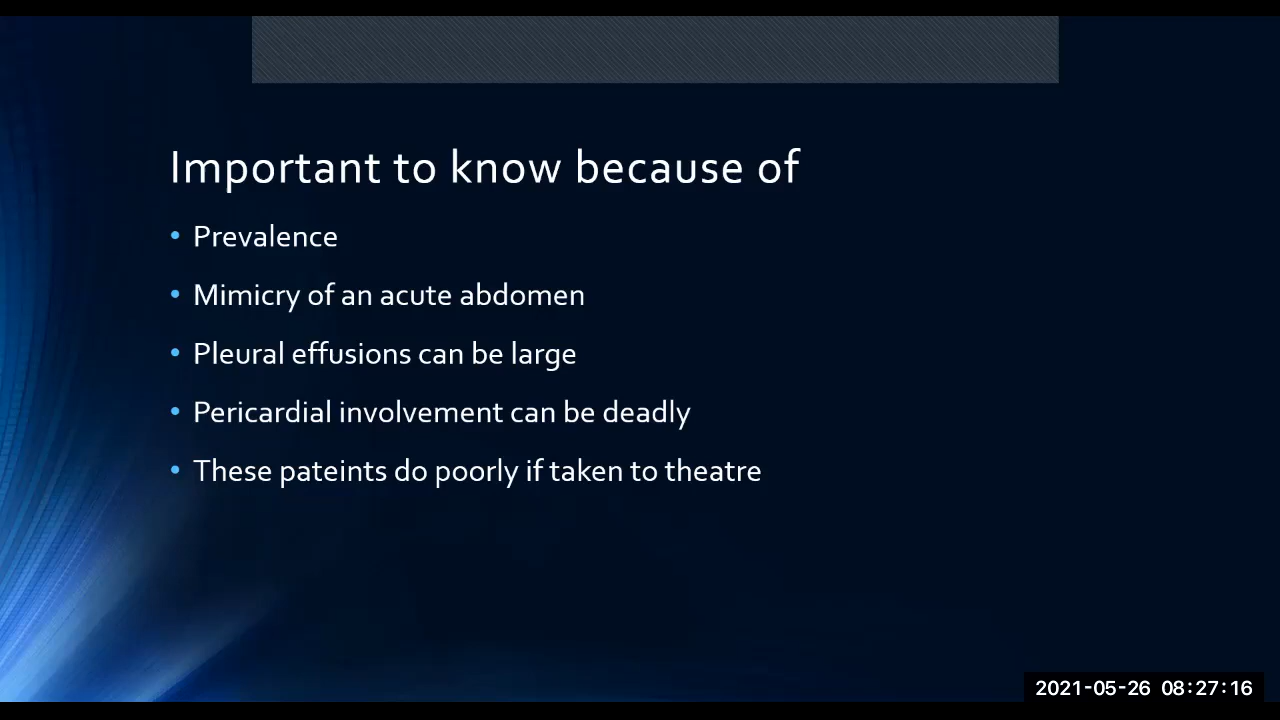 Important to know because of
• Prevalence
• Mimicry of an acute abdomen
• Pleural effusions can be large
• Pericardial involvement can be deadly
• These pateints do poorly if taken to theatre
2021-05-26 08:27:16